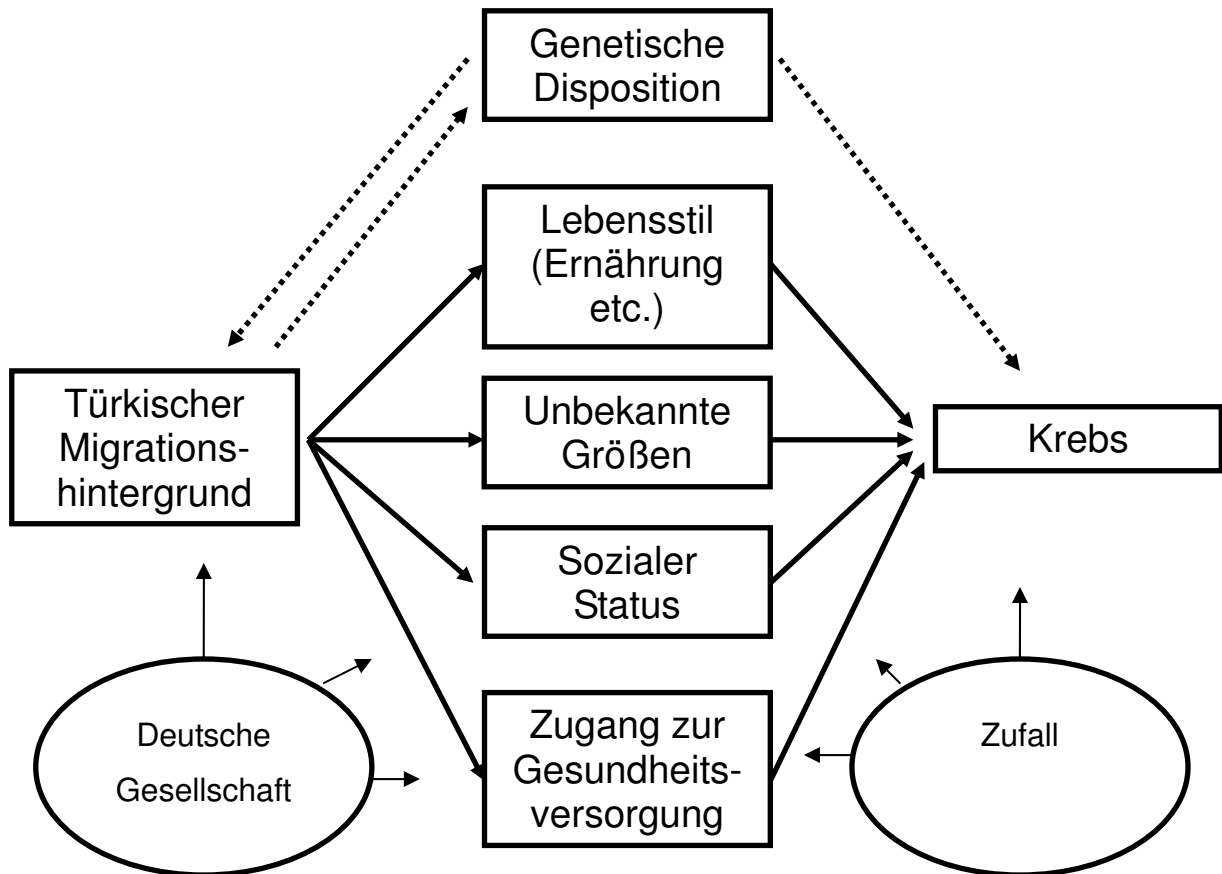 Genetische
Disposition
Lebensstil
(Ernährung
etc.)
Türkischer
Migrations-
hintergrund
Unbekannte
Größen
Krebs
Sozialer
Status
Deutsche
Gesellschaft
Zugang zur
Gesundheits-
versorgung
Zufall